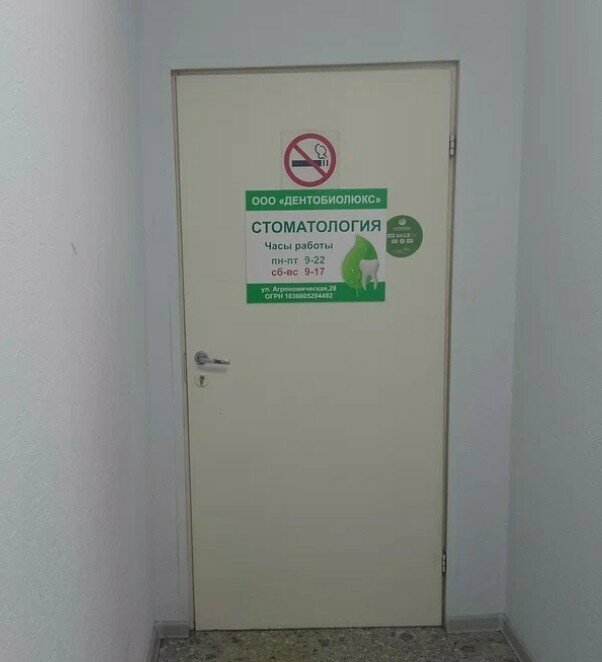 ООО «ДЕНТОБИОЛЮКС»
СТОМАТОЛОГИЯ
Часы работы
пн-пт 9-22
сб-вс 9-17
ул. Агрономическая,28
ОГРН 1036605204492